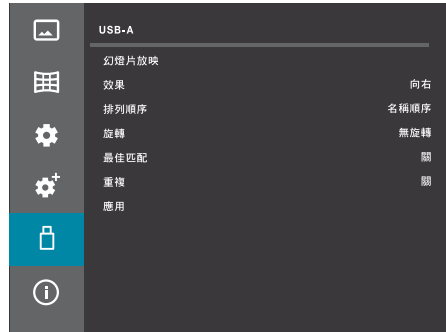 USB-A
幻燈片放映
效果 向右
排列順序 名稱順序
旋轉 無旋轉
最佳匹配 關
重複 關
應用